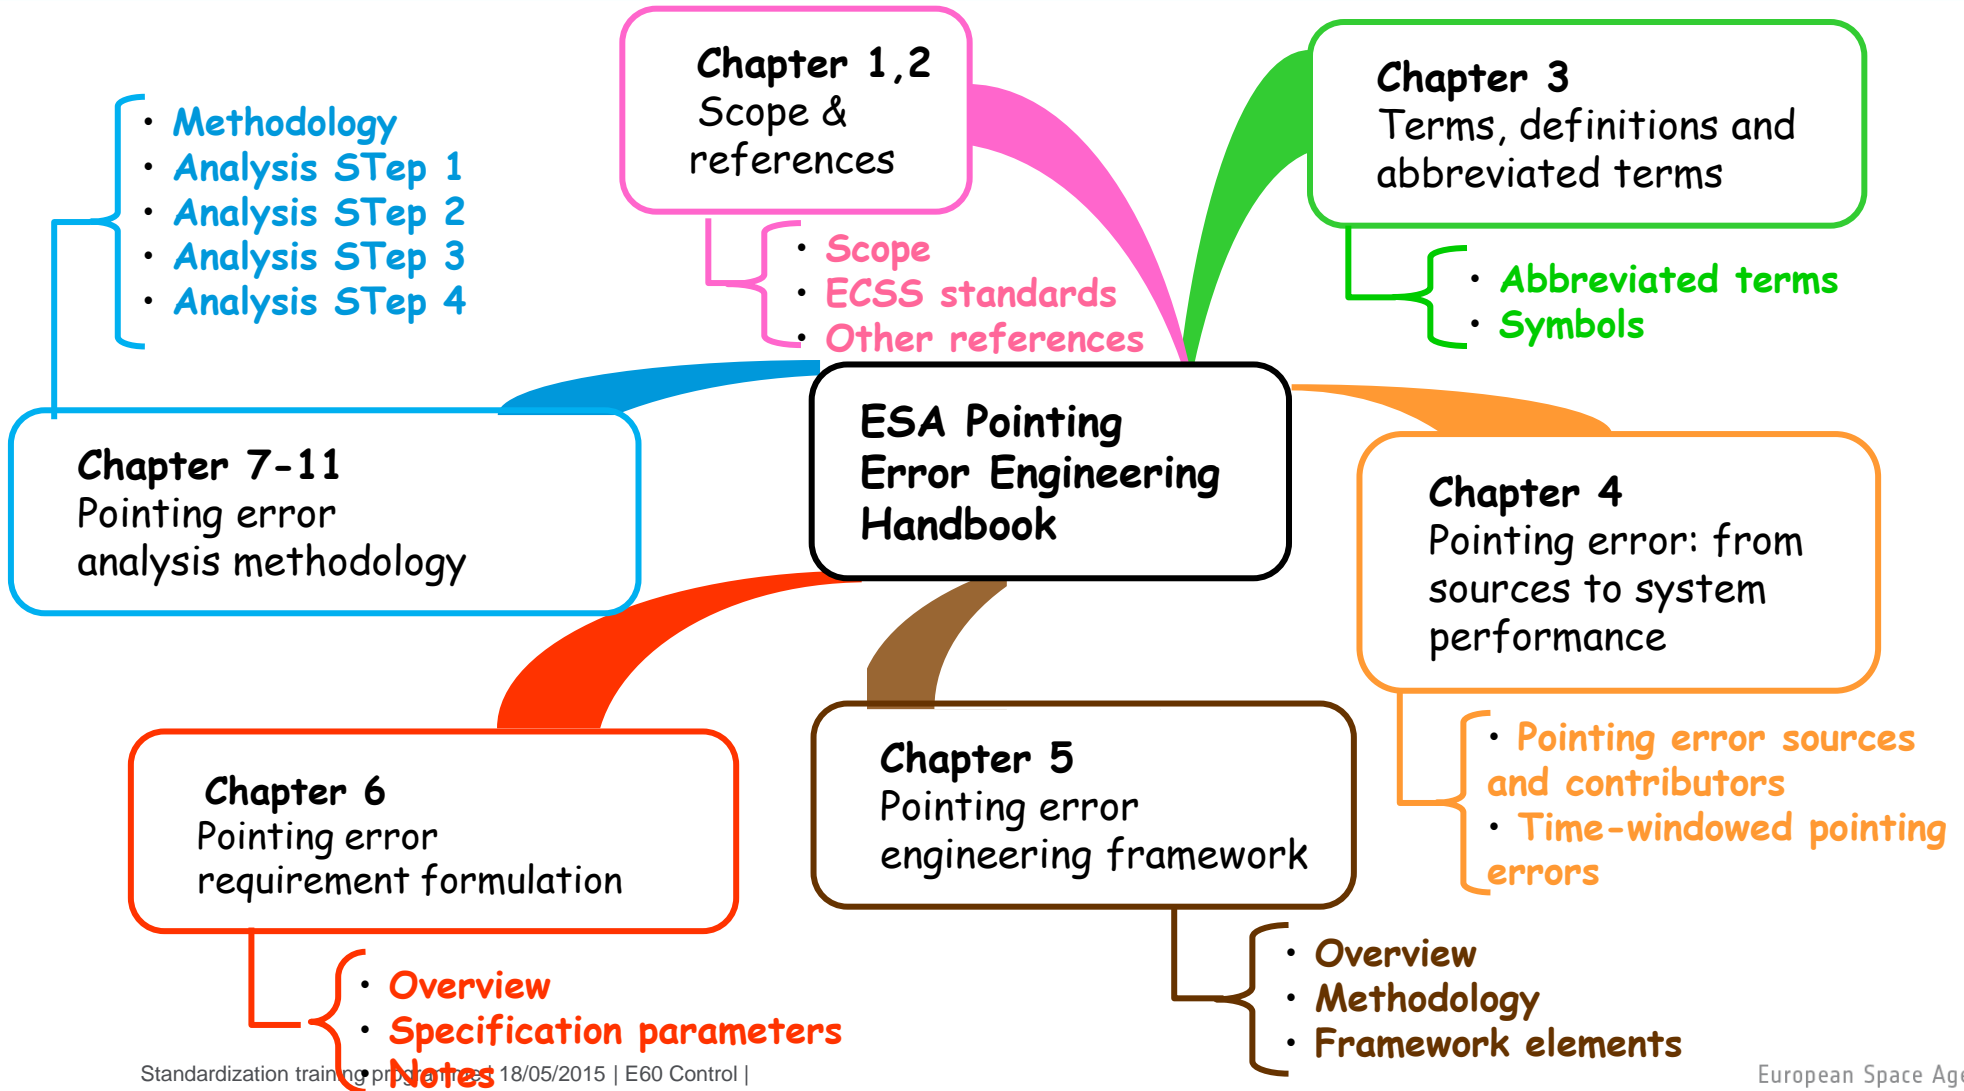 Chapter 1,2
Scope &
references
• Scope
• ECSS standards
• Other references
Chapter 3
Terms, definitions and
abbreviated terms
• Abbreviated terms
• Symbols
• Methodology
• Analysis STep 1
• Analysis STep 2
• Analysis STep 3
• Analysis STep 4
Chapter 7-11
Pointing error
analysis methodology
ESA Pointing
Error Engineering
Handbook
Chapter 4
Pointing error: from
sources to system
performance
• Pointing error sources
and contributors
• Time-windowed pointing
errors
Chapter 6
Pointing error
requirement formulation
• Overview
• Specification parameters
• Notes
Chapter 5
Pointing error
engineering framework
• Overview
• Methodology
• Framework elements
Standardization training programme | 18/05/2015 | E60 Control |
European Space Age